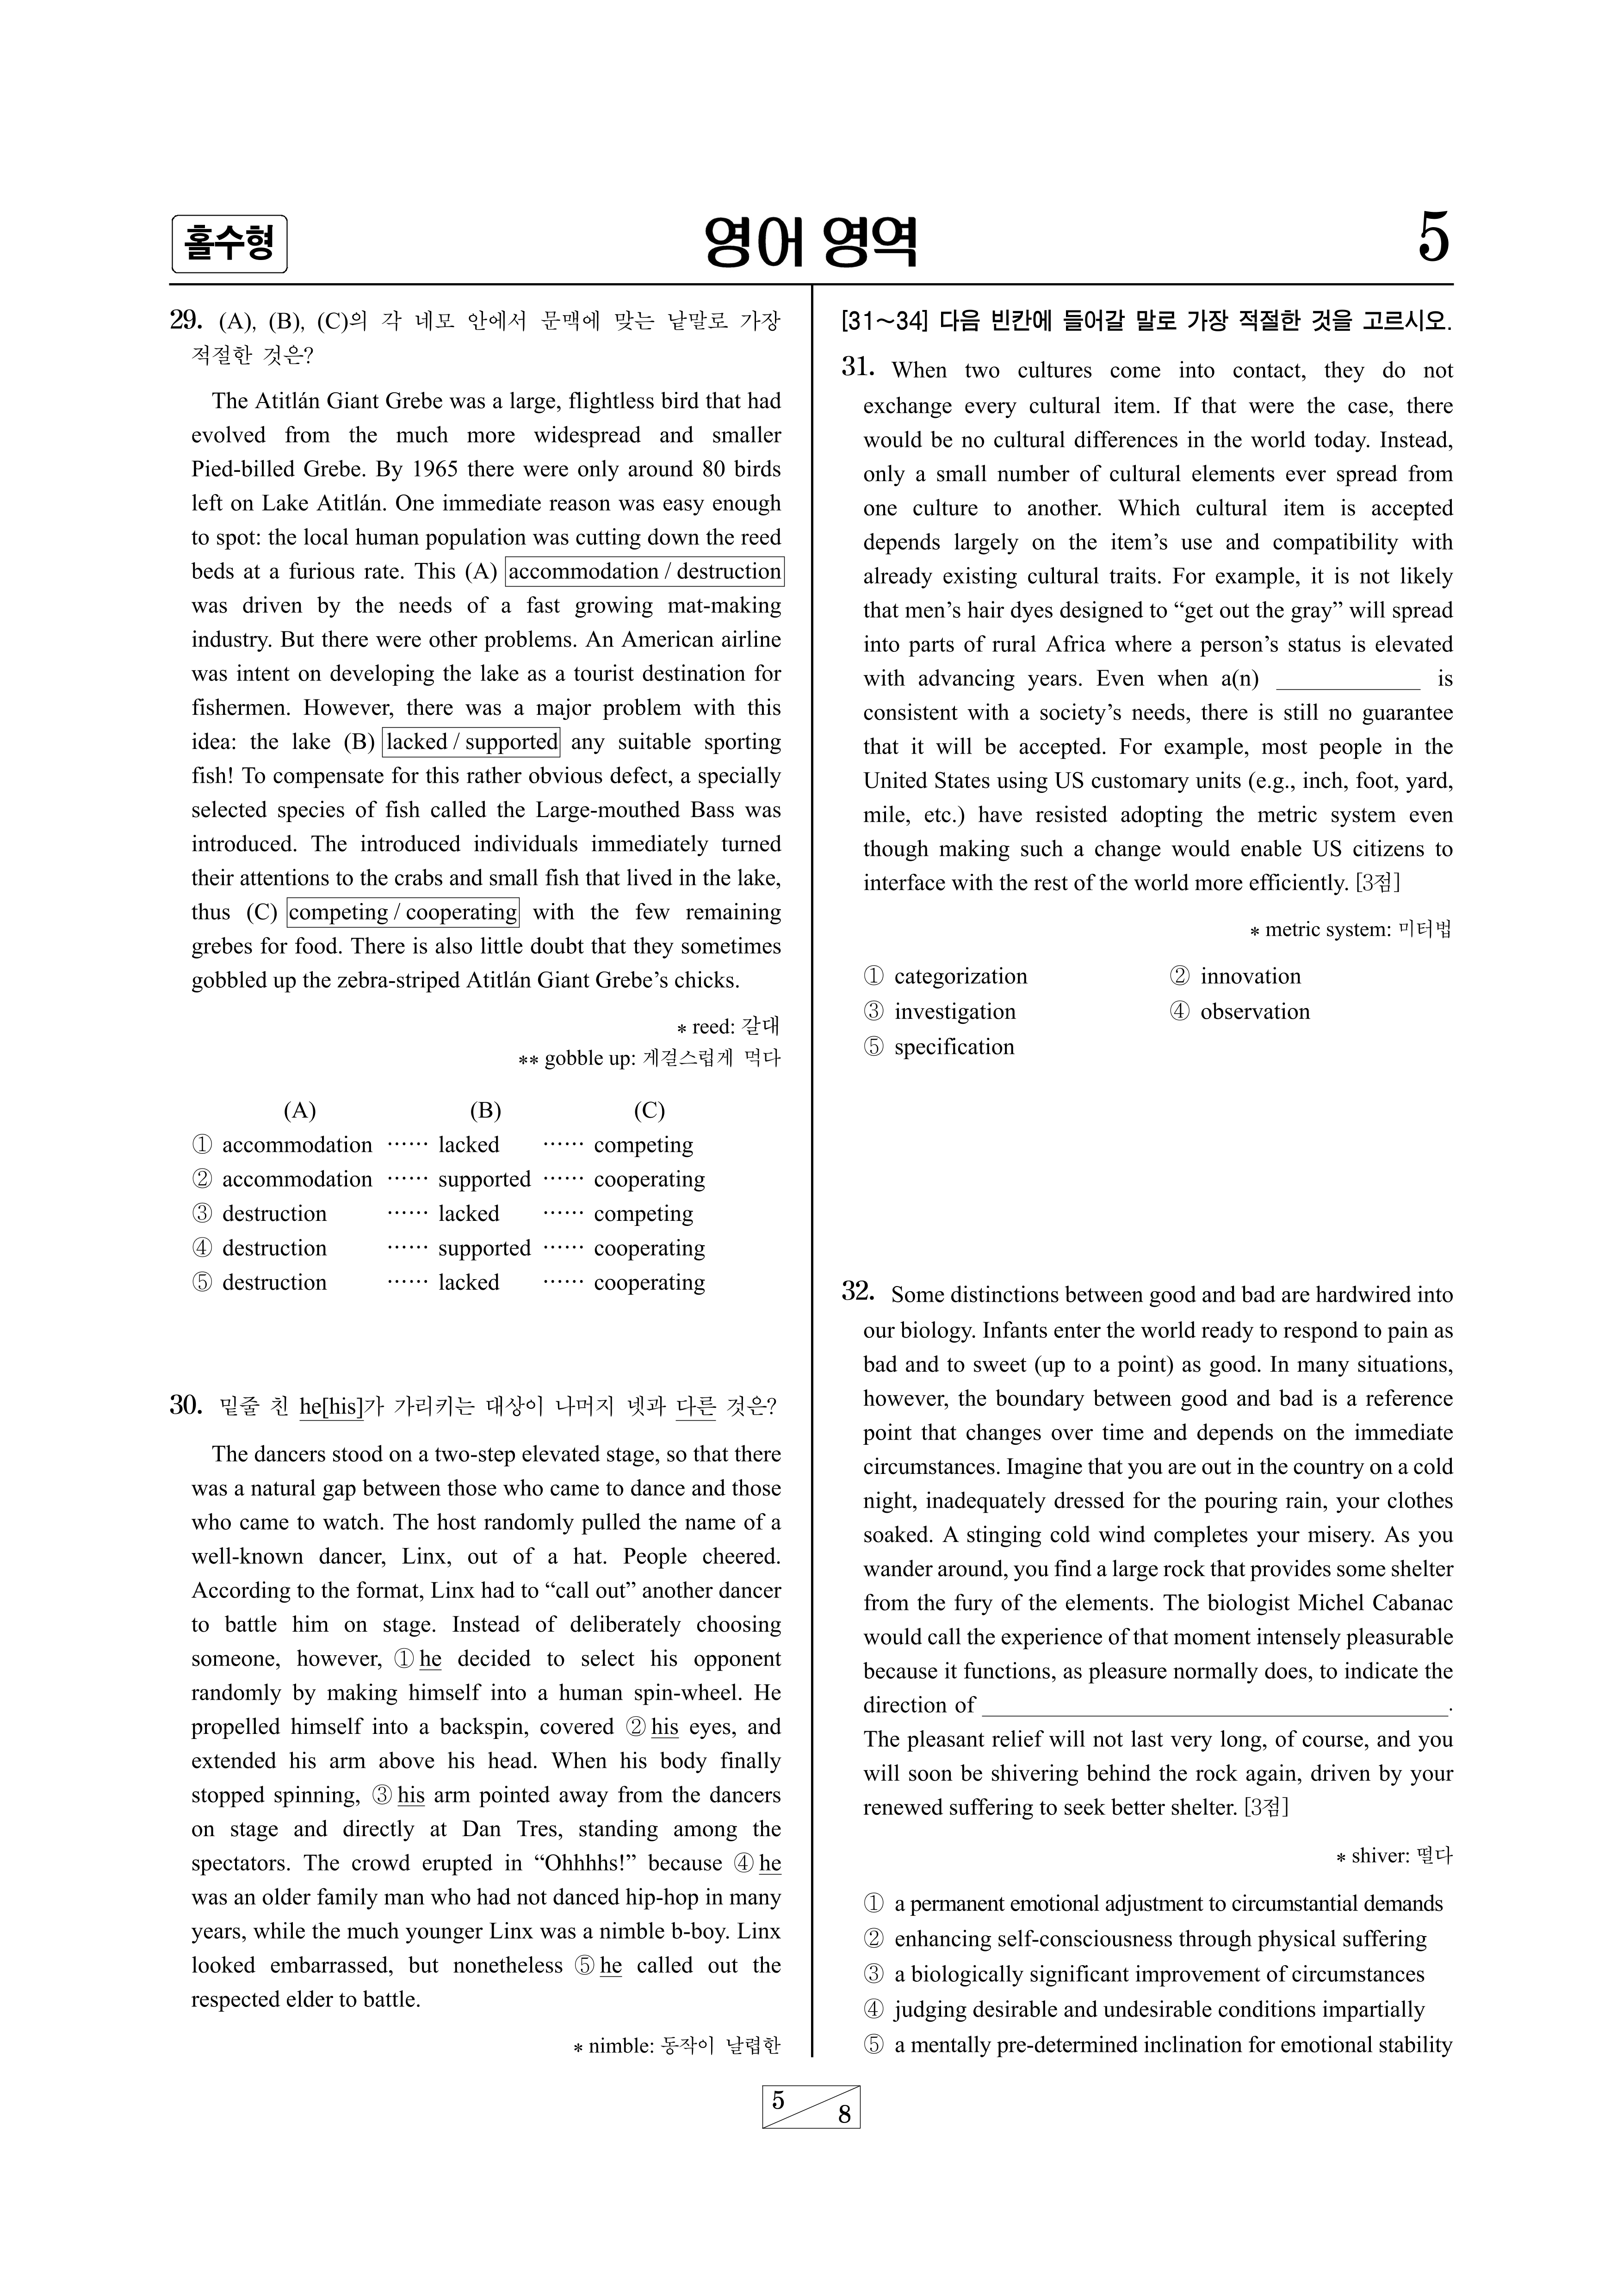 홀수형
영어 영역
5
29. (A), (B), (C)의 각 네모 안에서 문맥에 맞는 낱말로 가장
적절한 것은?
The Atitlán Giant Grebe was a large, flightless bird that had
evolved from the much more widespread and smaller
Pied-billed Grebe. By 1965 there were only around 80 birds
left on Lake Atitlán. One immediate reason was easy enough
to spot: the local human population was cutting down the reed
beds at a furious rate. This (A) accommodation / destruction
was driven by the needs of a fast growing mat-making
industry. But there were other problems. An American airline
was intent on developing the lake as a tourist destination for
fishermen. However, there was a major problem with this
idea: the lake (B) lacked / supported any suitable sporting
fish! To compensate for this rather obvious defect, a specially
selected species of fish called the Large-mouthed Bass was
introduced. The introduced individuals immediately turned
their attentions to the crabs and small fish that lived in the lake,
thus (C) competing / cooperating with the few remaining
grebes for food. There is also little doubt that they sometimes
gobbled up the zebra-striped Atitlán Giant Grebe's chicks.
* reed: 갈대
** gobble up: 게걸스럽게 먹다
(A) (B) (C)
① accommodation …… lacked …… competing
② accommodation …… supported …… cooperating
③ destruction …… lacked …… competing
④ destruction …… supported …… cooperating
⑤ destruction …… lacked …… cooperating
30. 밑줄 친 he[his]가 가리키는 대상이 나머지 넷과 다른 것은?
The dancers stood on a two-step elevated stage, so that there
was a natural gap between those who came to dance and those
who came to watch. The host randomly pulled the name of a
well-known dancer, Linx, out of a hat. People cheered.
According to the format, Linx had to “call out” another dancer
to battle him on stage. Instead of deliberately choosing
someone, however, ① he decided to select his opponent
randomly by making himself into a human spin-wheel. He
propelled himself into a backspin, covered ② his eyes, and
extended his arm above his head. When his body finally
stopped spinning, ③ his arm pointed away from the dancers
on stage and directly at Dan Tres, standing among the
spectators. The crowd erupted in “Ohhhhs!” because ④ he
was an older family man who had not danced hip-hop in many
years, while the much younger Linx was a nimble b-boy. Linx
looked embarrassed, but nonetheless ⑤ he called out the
respected elder to battle.
* nimble: 동작이 날렵한
[31~34] 다음 빈칸에 들어갈 말로 가장 적절한 것을 고르시오.
31. When two cultures come into contact, they do not
exchange every cultural item. If that were the case, there
would be no cultural differences in the world today. Instead,
only a small number of cultural elements ever spread from
one culture to another. Which cultural item is accepted
depends largely on the item's use and compatibility with
already existing cultural traits. For example, it is not likely
that men's hair dyes designed to “get out the gray” will spread
into parts of rural Africa where a person's status is elevated
with advancing years. Even when a(n) ____________ is
consistent with a society's needs, there is still no guarantee
that it will be accepted. For example, most people in the
United States using US customary units (e.g., inch, foot, yard,
mile, etc.) have resisted adopting the metric system even
though making such a change would enable US citizens to
interface with the rest of the world more efficiently. [3점]
* metric system: 미터법
① categorization ② innovation
③ investigation ④ observation
⑤ specification
32. Some distinctions between good and bad are hardwired into
our biology. Infants enter the world ready to respond to pain as
bad and to sweet (up to a point) as good. In many situations,
however, the boundary between good and bad is a reference
point that changes over time and depends on the immediate
circumstances. Imagine that you are out in the country on a cold
night, inadequately dressed for the pouring rain, your clothes
soaked. A stinging cold wind completes your misery. As you
wander around, you find a large rock that provides some shelter
from the fury of the elements. The biologist Michel Cabanac
would call the experience of that moment intensely pleasurable
because it functions, as pleasure normally does, to indicate the
direction of ________________________________________.
The pleasant relief will not last very long, of course, and you
will soon be shivering behind the rock again, driven by your
renewed suffering to seek better shelter. [3점]
* shiver: 떨다
① a permanent emotional adjustment to circumstantial demands
② enhancing self-consciousness through physical suffering
③ a biologically significant improvement of circumstances
④ judging desirable and undesirable conditions impartially
⑤ a mentally pre-determined inclination for emotional stability
5
8